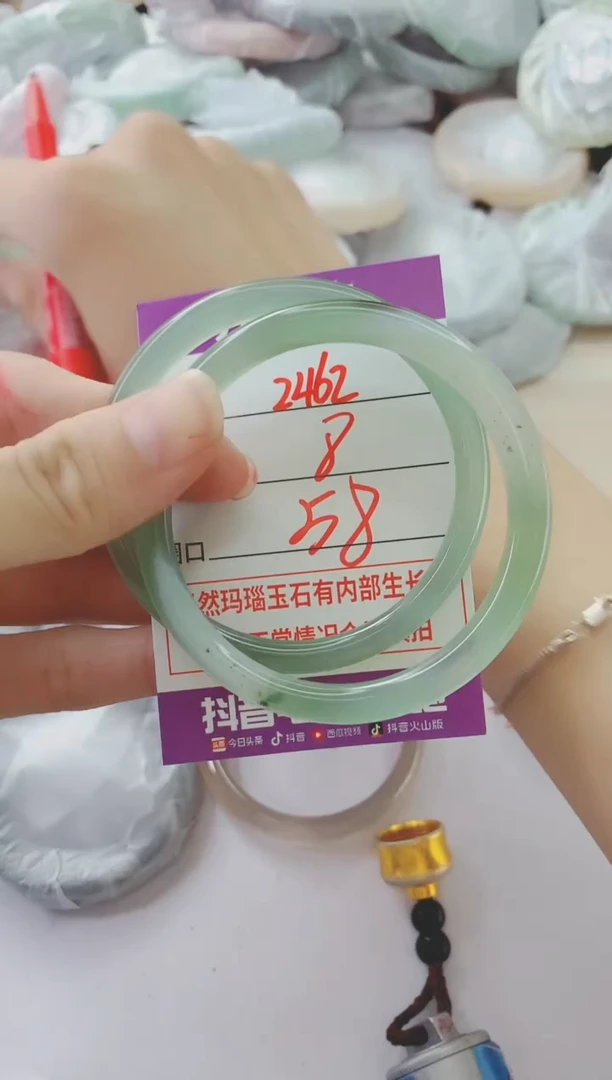 2462
8
口 58
然玛瑙玉石有内部生长
抖音
今日头条 抖音 西瓜视频 抖音火山版